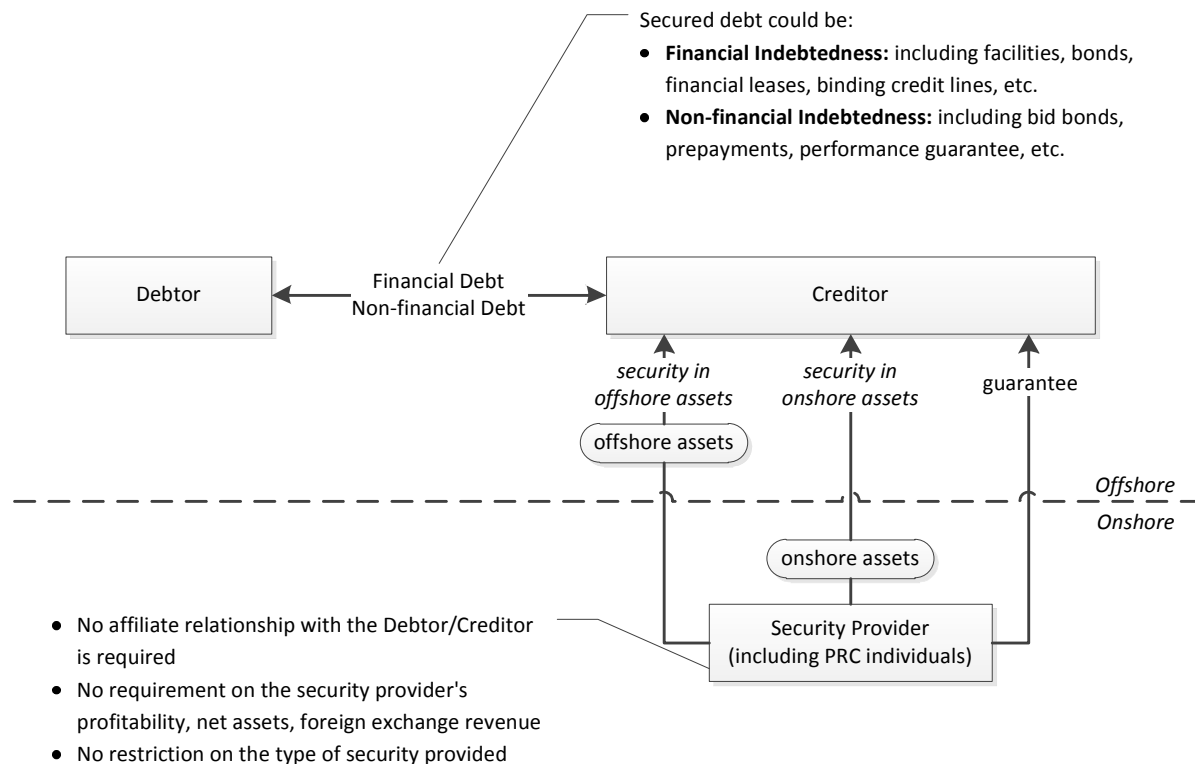 Secured debt could be:
● Financial Indebtedness: including facilities, bonds,
financial leases, binding credit lines, etc.
● Non-financial Indebtedness: including bid bonds,
prepayments, performance guarantee, etc.
Debtor
Financial Debt
Non-financial Debt
Creditor
security in
offshore assets
security in
onshore assets
guarantee
offshore assets
Offshore
Onshore
onshore assets
Security Provider
(including PRC individuals)
● No affiliate relationship with the Debtor/Creditor
is required
● No requirement on the security provider's
profitability, net assets, foreign exchange revenue
● No restriction on the type of security provided